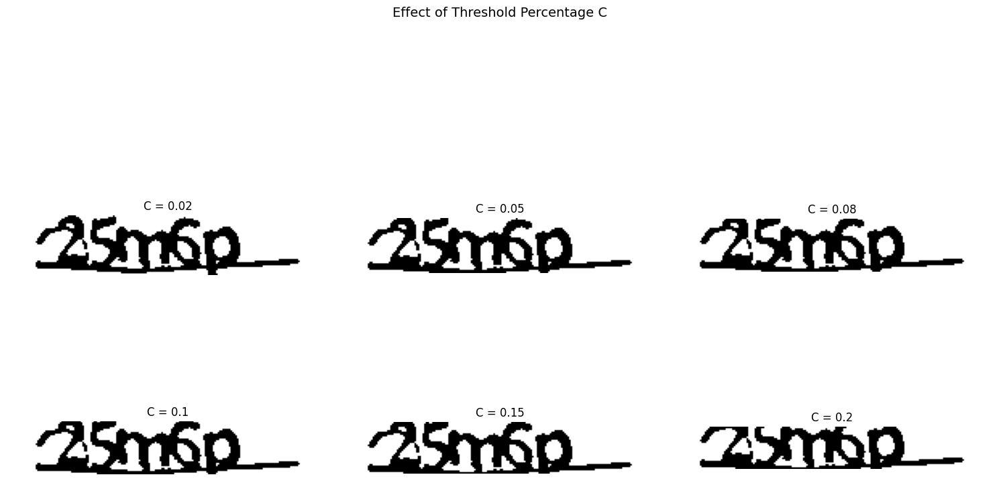 Effect of Threshold Percentage C
C = 0.02 C = 0.05 C = 0.08
25m6p 25m6p 25m6p
C = 0.1 C = 0.15 C = 0.2
25m6p 25m6p 25m6p